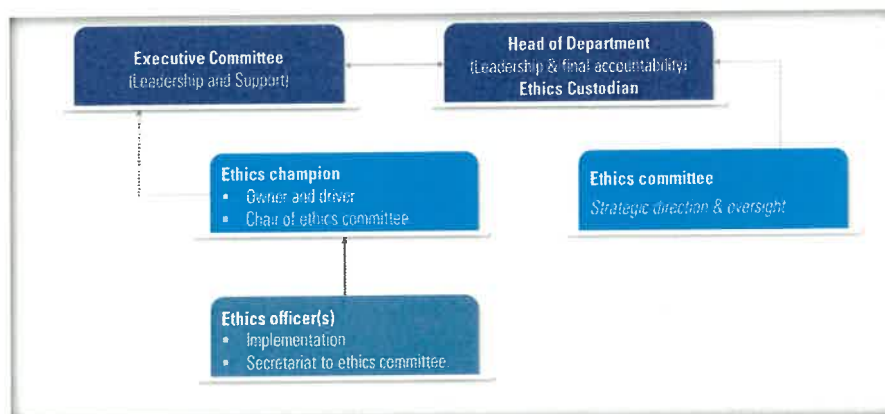 Executive Committee
(Leadership and Support)
Head of Department
(Leadership & final accountability)
Ethics Custodian
Ethics champion
▪ Owner and driver
▪ Chair of ethics committee
Ethics committee
Strategic direction & oversight
Ethics officer(s)
▪ Implementation
▪ Secretariat to ethics committee